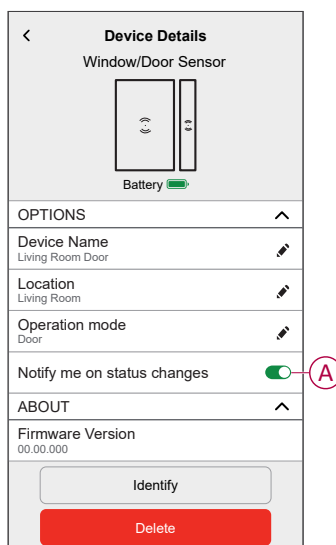 Device Details
Window/Door Sensor
Battery
OPTIONS
Device Name
Living Room Door
Location
Living Room
Operation mode
Door
Notify me on status changes
A
ABOUT
Firmware Version
00.00.000
Identify
Delete